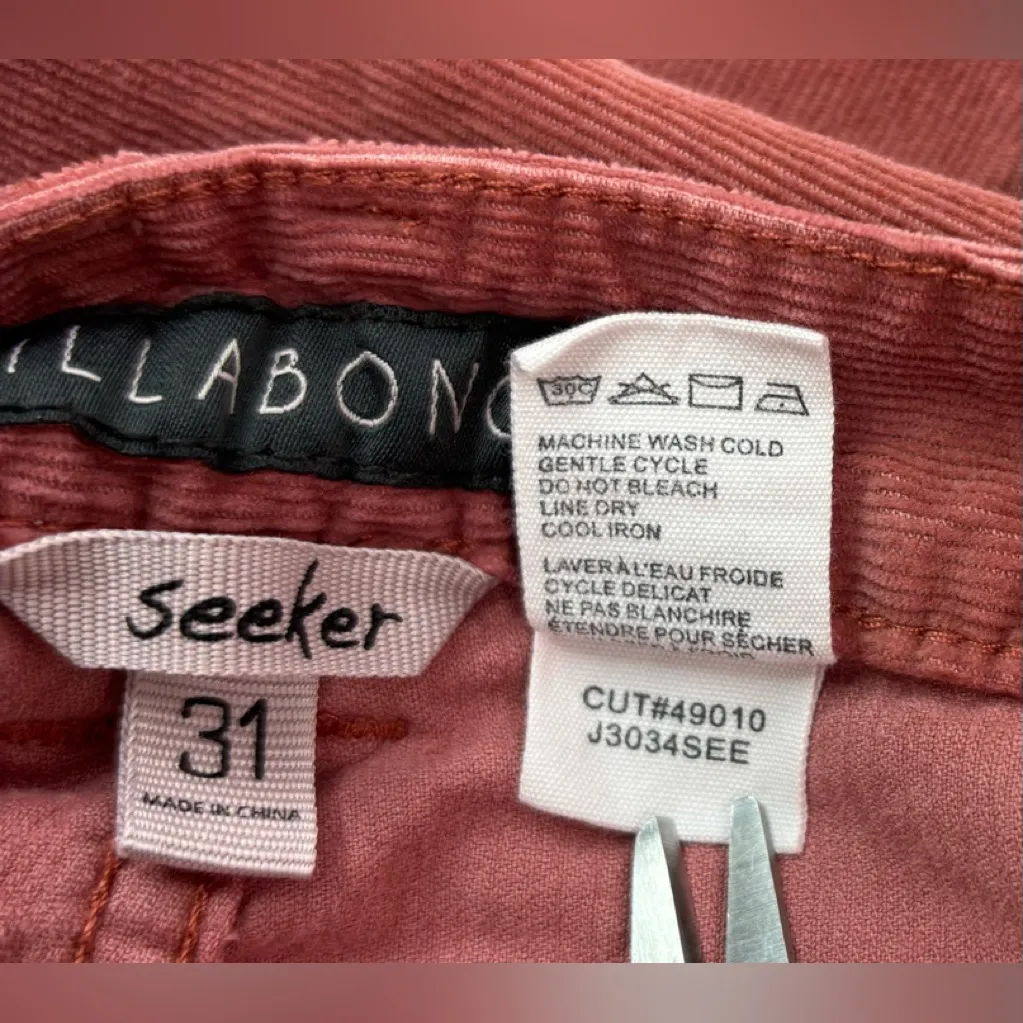 ILLABONG
30C
MACHINE WASH COLD
GENTLE CYCLE
DO NOT BLEACH
LINE DRY
COOL IRON
LAVER À L'EAU FROIDE
CYCLE DELICAT
NE PAS BLANCHIRE
ÉTENDRE POUR SÉCHER
seeker
31
MADE IN CHINA
CUT#49010
J3034SEE